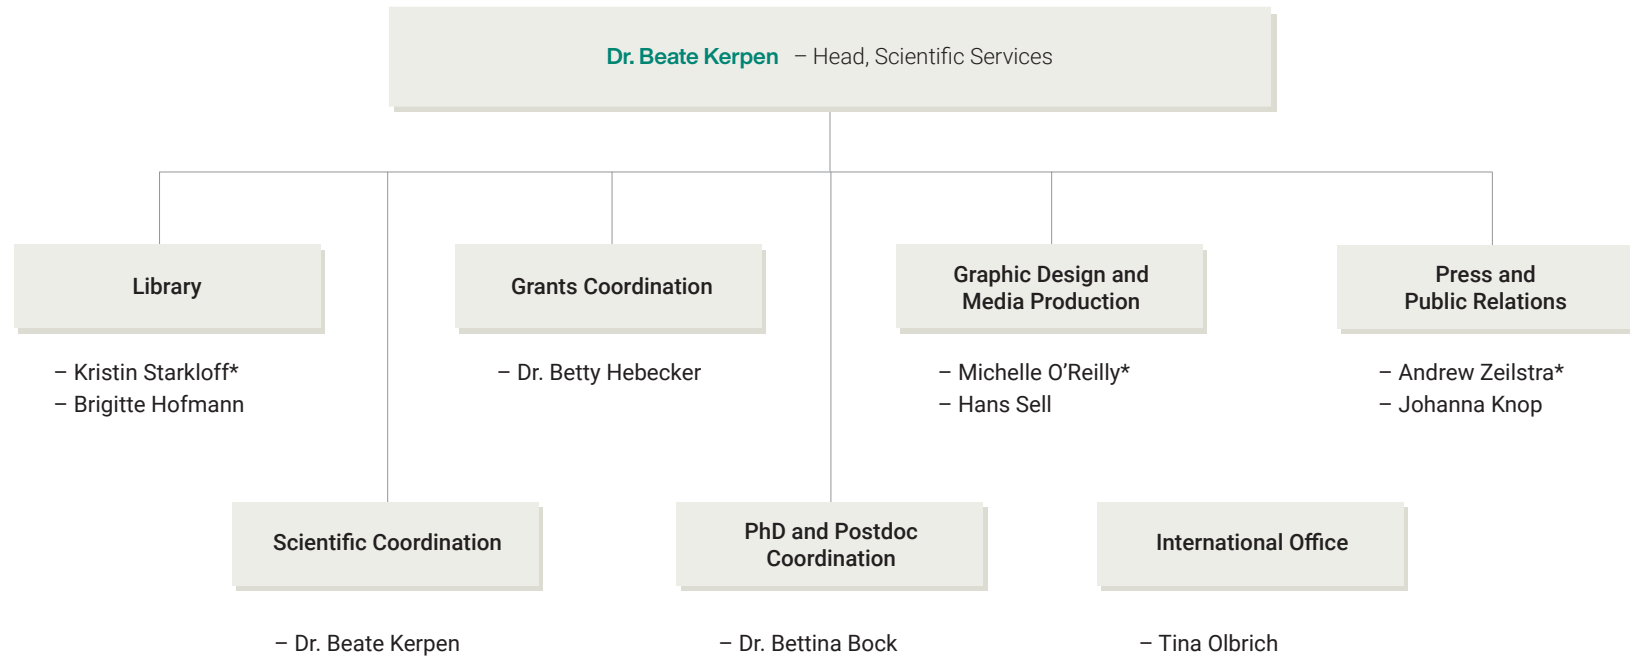 Dr. Beate Kerpen – Head, Scientific Services
Library
– Kristin Starkloff*
– Brigitte Hofmann
Grants Coordination
– Dr. Betty Hebecker
Graphic Design and
Media Production
– Michelle O’Reilly*
– Hans Sell
Press and
Public Relations
– Andrew Zeilstra*
– Johanna Knop
Scientific Coordination
– Dr. Beate Kerpen
PhD and Postdoc
Coordination
– Dr. Bettina Bock
International Office
– Tina Olbrich